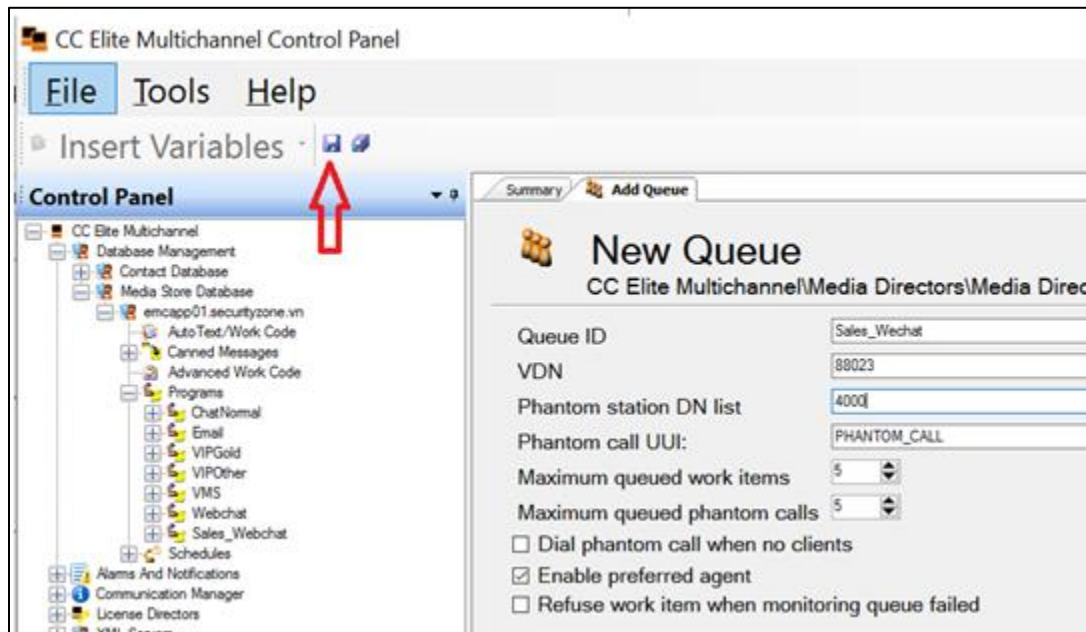 CC Elite Multichannel Control Panel
File Tools Help
Insert Variables
Control Panel
CC Elite Multichannel
Database Management
Contact Database
Media Store Database
emcapp01.securityzone.vn
AutoText/Work Code
Canned Messages
Advanced Work Code
Programs
ChatNormal
Email
VIPGold
VIPOther
VMS
Webchat
Sales_Webchat
Schedules
Alarms And Notifications
Communication Manager
License Directors
XML Server
Summary Add Queue
New Queue
CC Elite Multichannel\Media Directors\Media Direc
Queue ID Sales_Wechat
VDN 88023
Phantom station DN list 4000
Phantom call UUI: PHANTOM_CALL
Maximum queued work items 5
Maximum queued phantom calls 5
Dial phantom call when no clients
Enable preferred agent
Refuse work item when monitoring queue failed